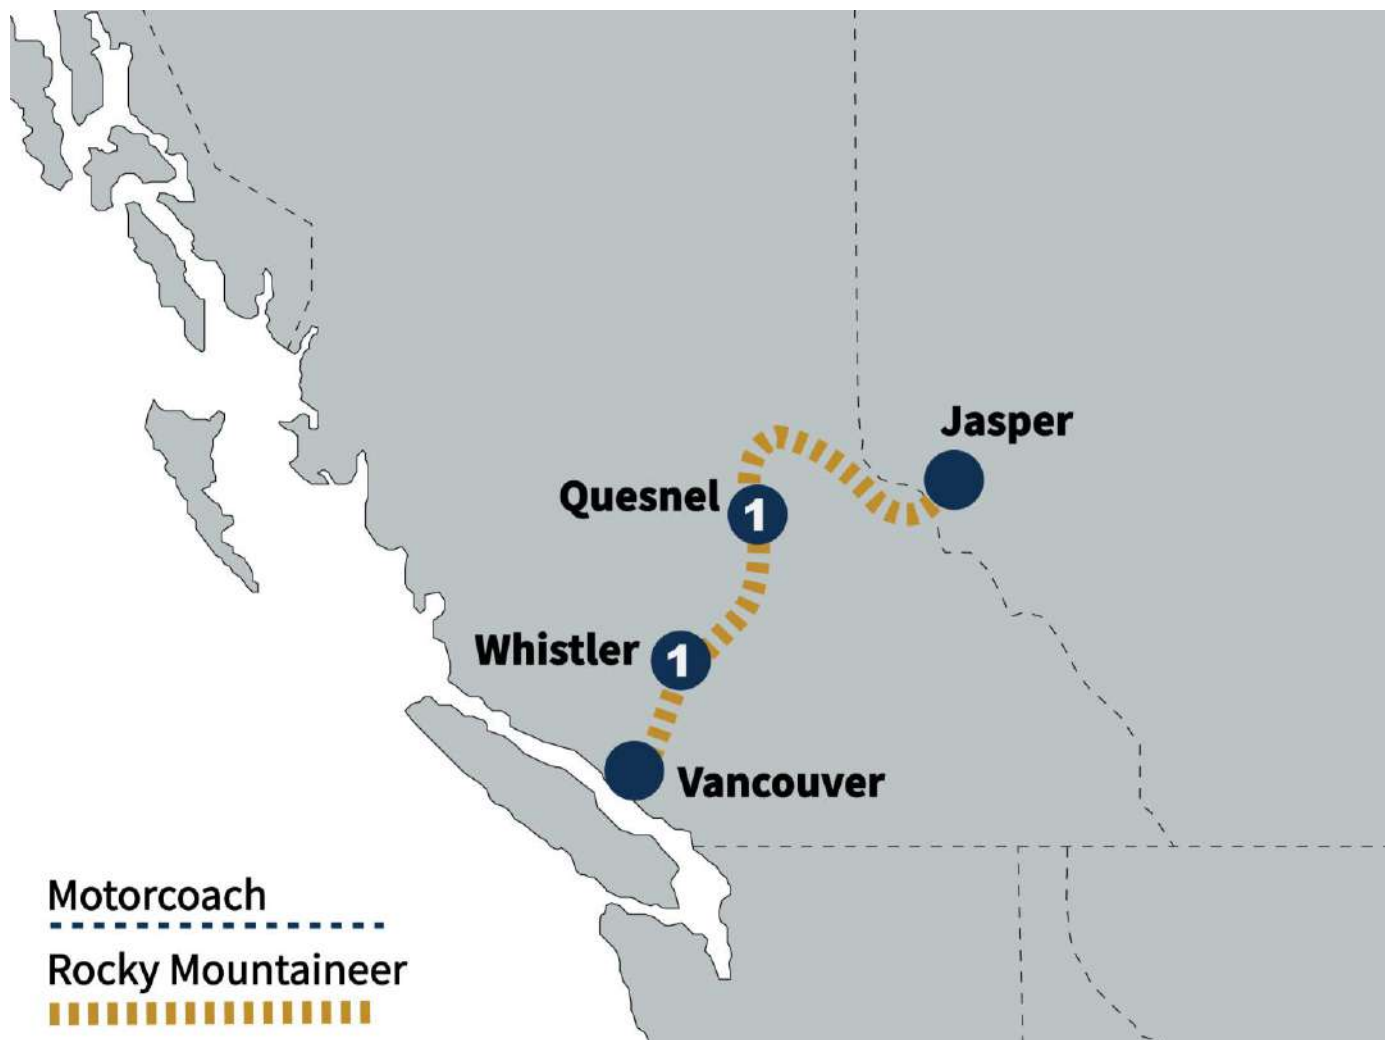 Jasper
Quesnel
1
Whistler
1
Vancouver
Motorcoach
Rocky Mountaineer